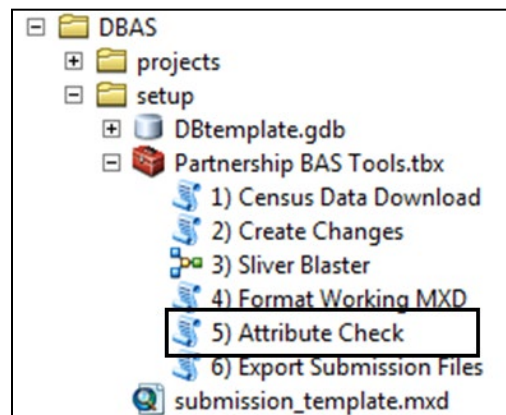 DBAS
projects
setup
DBtemplate.gdb
Partnership BAS Tools.tbx
1) Census Data Download
2) Create Changes
3) Sliver Blaster
4) Format Working MXD
5) Attribute Check
6) Export Submission Files
submission_template.mxd